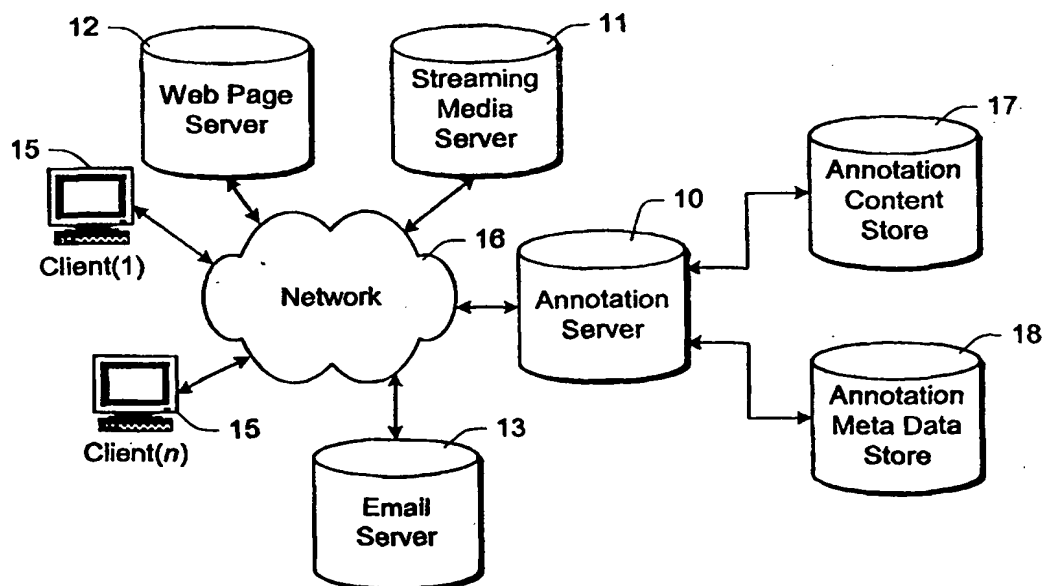 12
Web Page
Server
11
Streaming
Media
Server
15
Client(1)
16
Network
10
Annotation
Server
17
Annotation
Content
Store
18
Annotation
Meta Data
Store
15
Client(n)
13
Email
Server